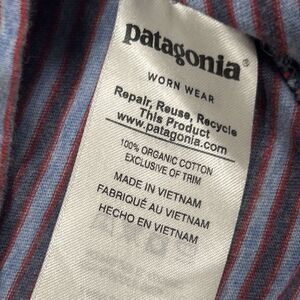 patagonia®
WORN WEAR
Repair, Reuse, Recycle
This Product
www.patagonia.com
100% ORGANIC COTTON
EXCLUSIVE OF TRIM
MADE IN VIETNAM
FABRIQUÉ AU VIETNAM
HECHO EN VIETNAM